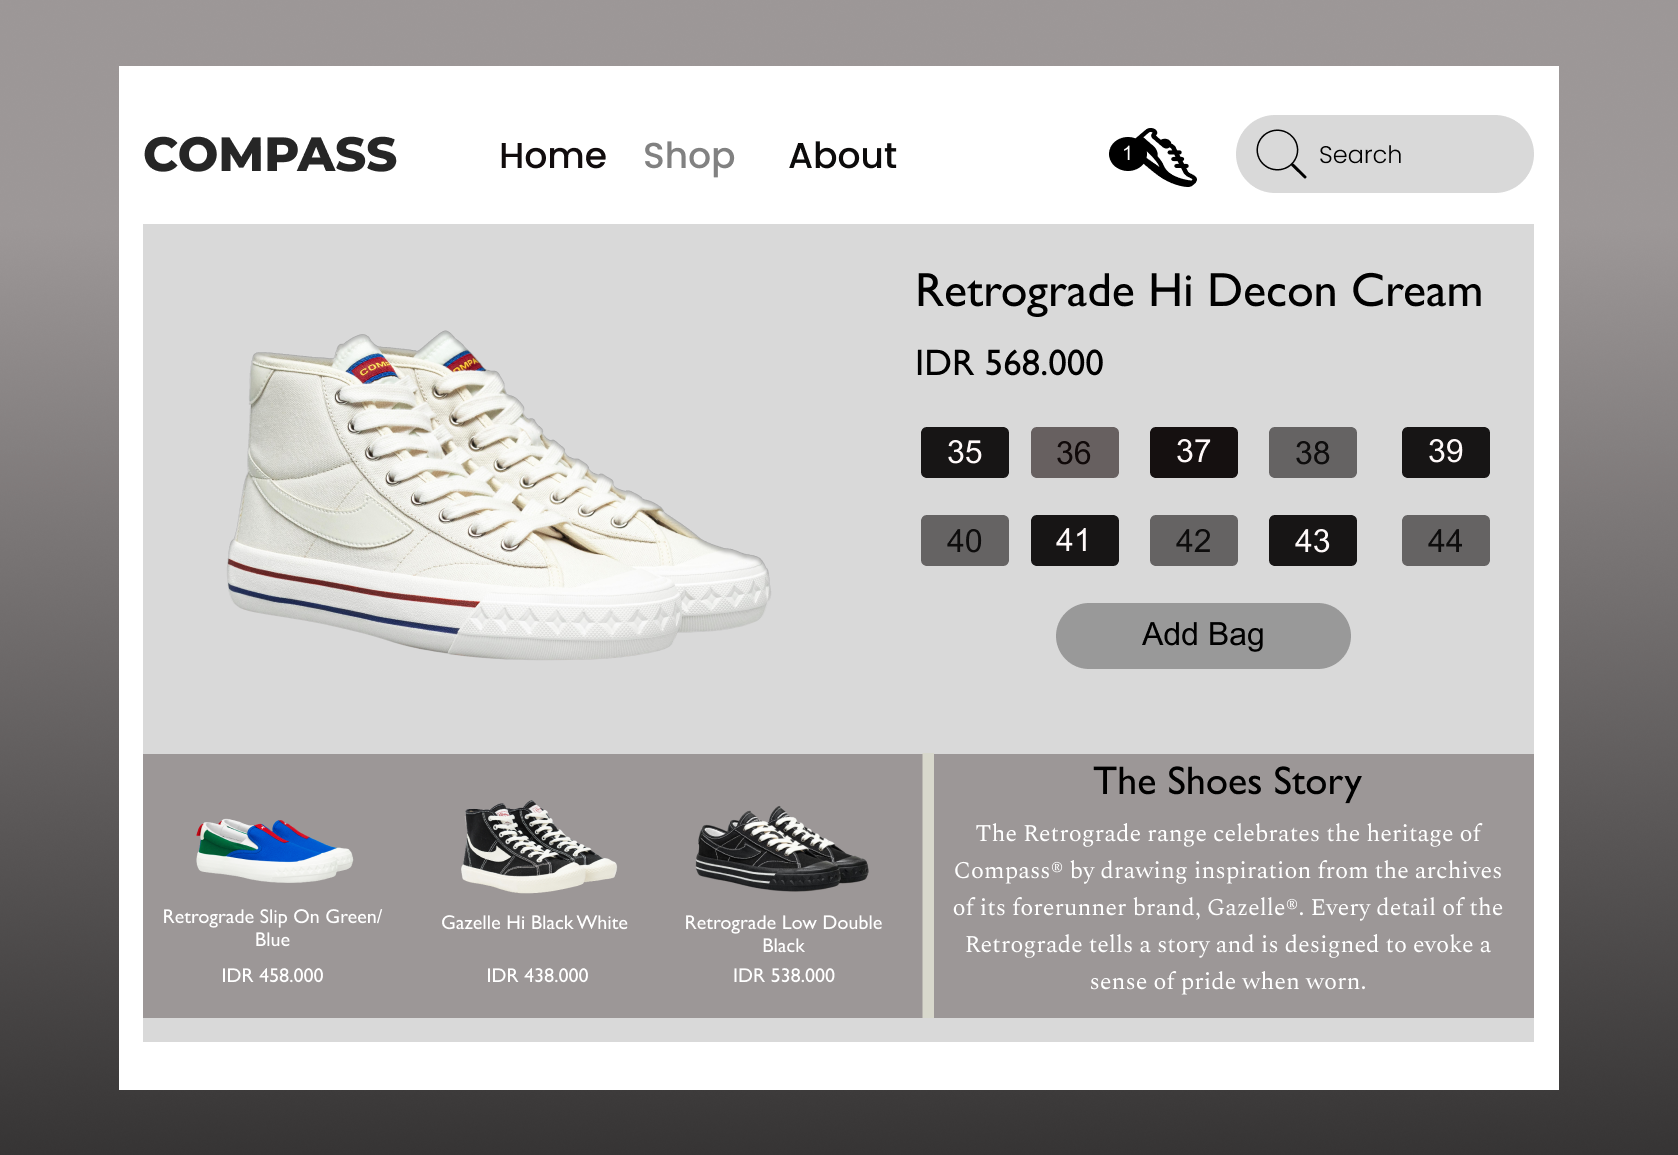 COMPASS
Home Shop About
1
Search
Retrograde Hi Decon Cream
IDR 568.000
35 36 37 38 39
40 41 42 43 44
Add Bag
Retrograde Slip On Green/
Blue
IDR 458.000
Gazelle Hi Black White
IDR 438.000
Retrograde Low Double
Black
IDR 538.000
The Shoes Story
The Retrograde range celebrates the heritage of
Compass® by drawing inspiration from the archives
of its forerunner brand, Gazelle®. Every detail of the
Retrograde tells a story and is designed to evoke a
sense of pride when worn.